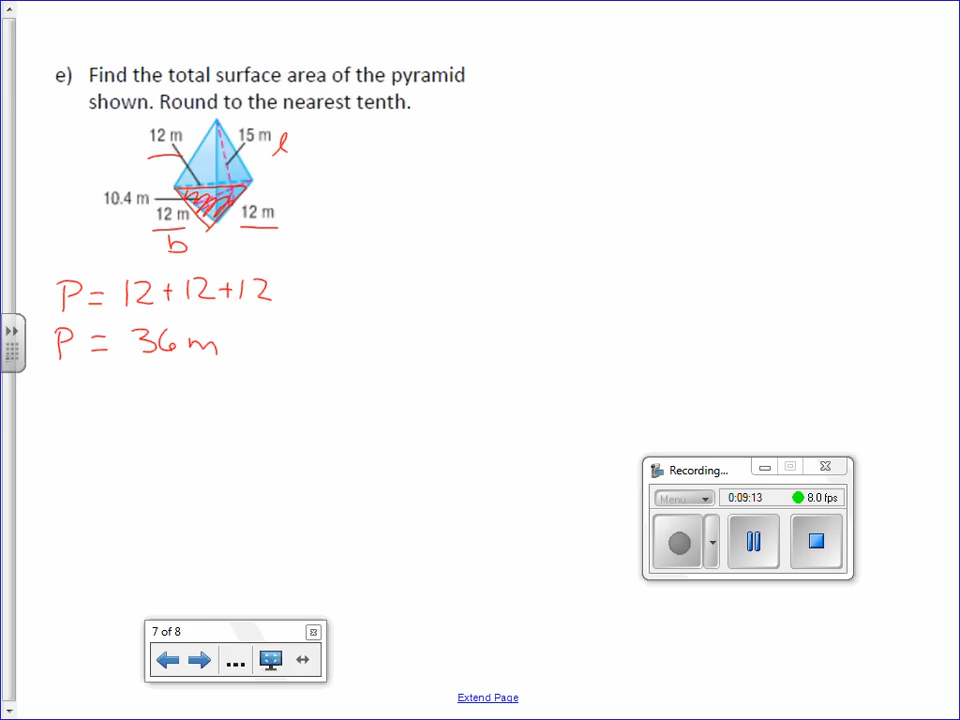 e) Find the total surface area of the pyramid
shown. Round to the nearest tenth.
12 m 15 m l
10.4 m
12 m 12 m
b
P = 12 + 12 + 12
P = 36 m
Recording...
Menu 0:09:13 8.0 fps
7 of 8
...
Extend Page